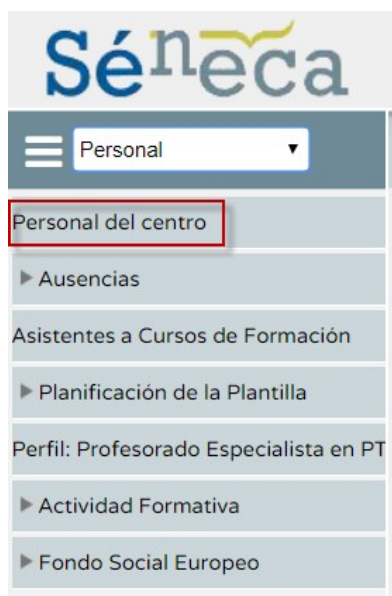 Séneca
Personal
Personal del centro
Ausencias
Asistentes a Cursos de Formación
Planificación de la Plantilla
Perfil: Profesorado Especialista en PT
Actividad Formativa
Fondo Social Europeo